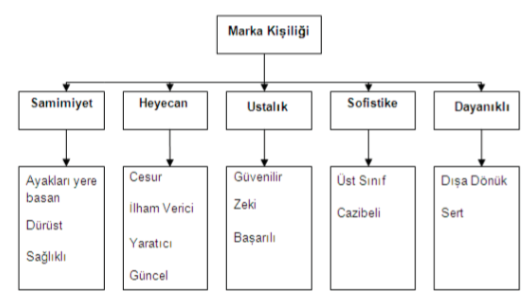 Marka Kişiliği
Samimiyet
Heyecan
Ustalık
Sofistike
Dayanıklı
Ayakları yere
basan
Dürüst
Sağlıklı
Cesur
İlham Verici
Yaratıcı
Güncel
Güvenilir
Zeki
Başarılı
Üst Sınıf
Cazibeli
Dışa Dönük
Sert